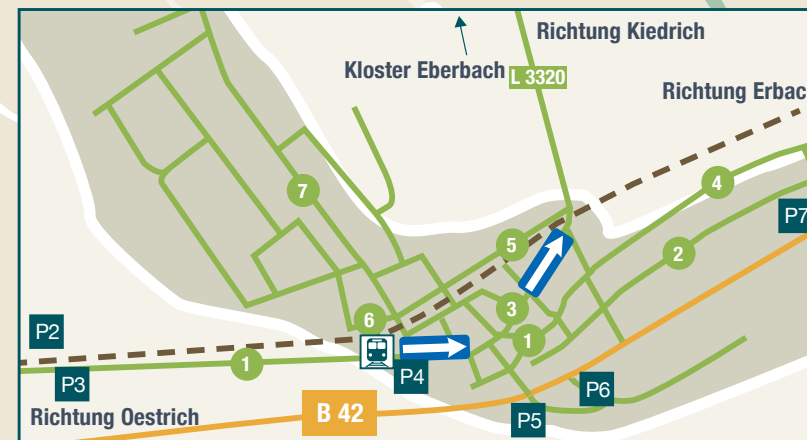 Richtung Kiedrich
Kloster Eberbach
L 3320
Richtung Erbac
4
7
P7
5
2
3
6
1
P2
1
P3
P4
P6
B 42
Richtung Oestrich
P5